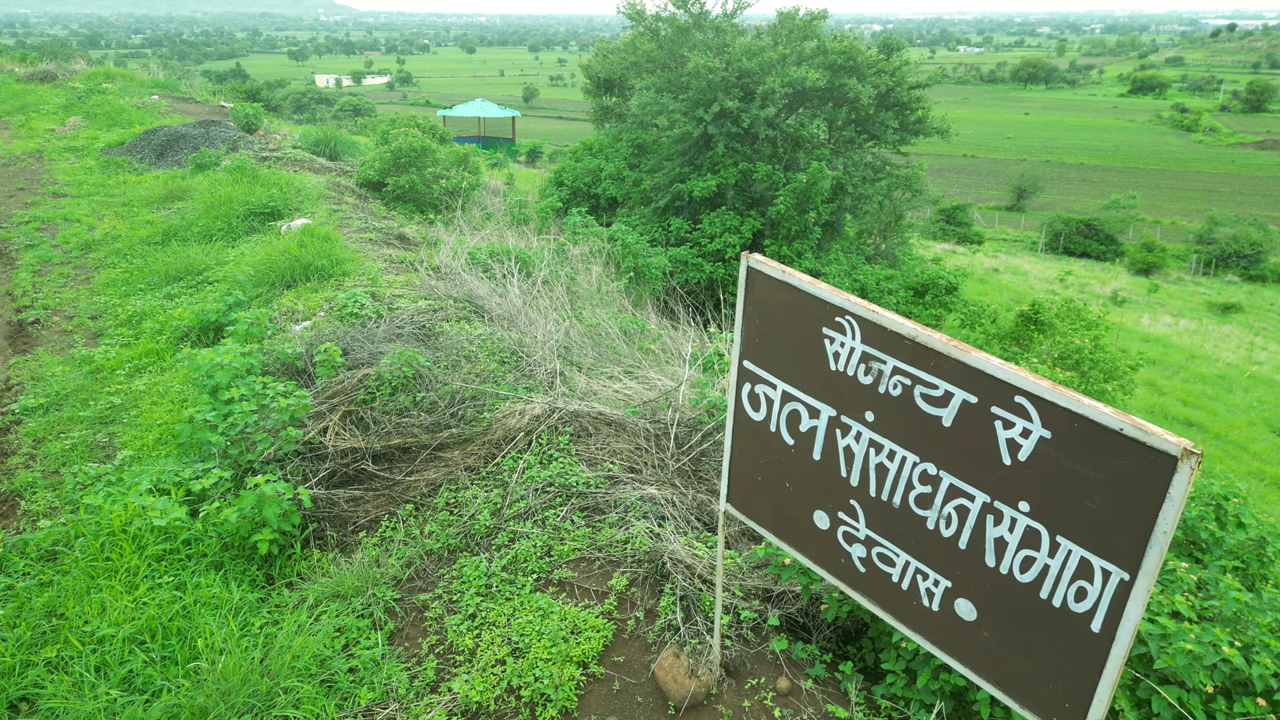 सौजन्य से
जल संसाधन संभाग
• देवास •